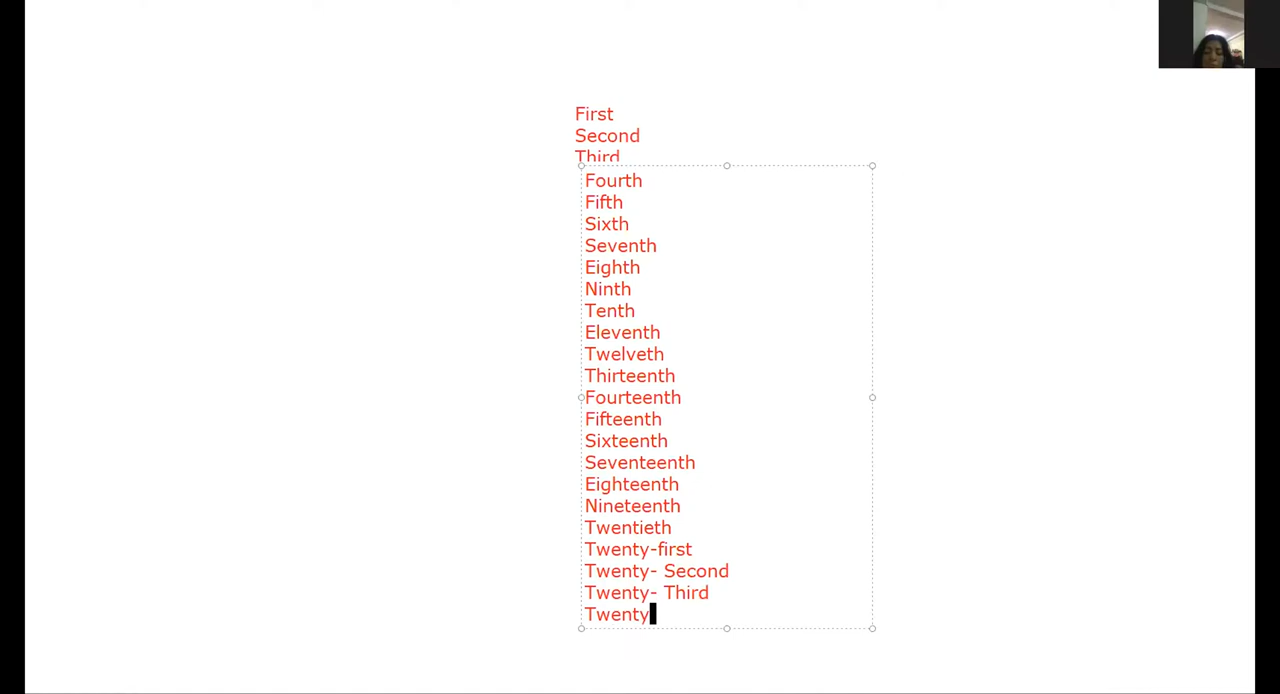 First
Second
Third
Fourth
Fifth
Sixth
Seventh
Eighth
Ninth
Tenth
Eleventh
Twelveth
Thirteenth
Fourteenth
Fifteenth
Sixteenth
Seventeenth
Eighteenth
Nineteenth
Twentieth
Twenty-first
Twenty- Second
Twenty- Third
Twenty